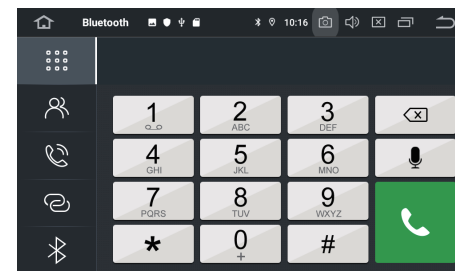 Bluetooth 10:16
1 2 3
ABC DEF
4 5 6
GHI JKL MNO
7 8 9
PQRS TUV WXYZ
* 0 #
+